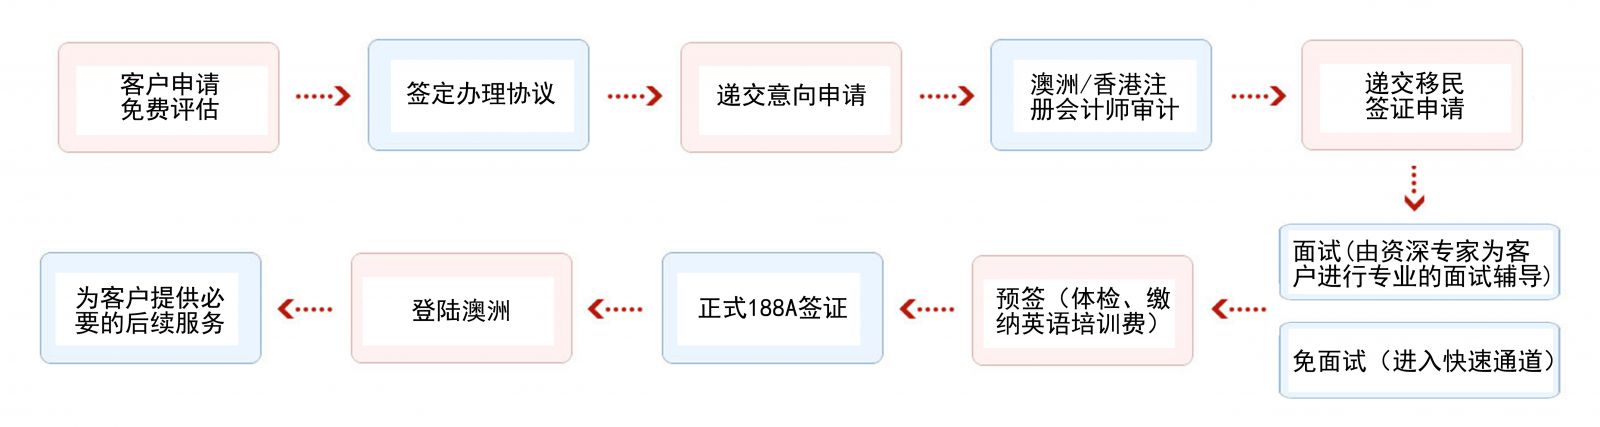 客户申请
免费评估
签定办理协议
递交意向申请
澳洲/香港注
册会计师审计
递交移民
签证申请
面试(由资深专家为客
户进行专业的面试辅导)
免面试（进入快速通道）
预签（体检、缴
纳英语培训费）
正式188A签证
登陆澳洲
为客户提供必
要的后续服务